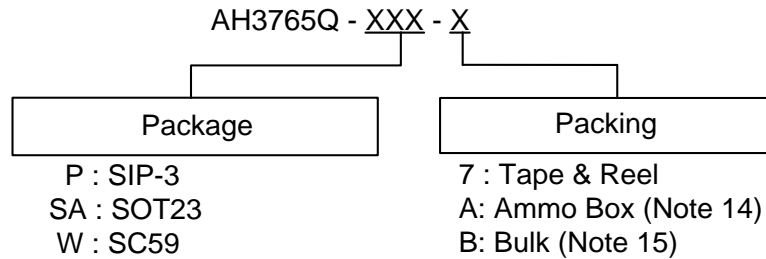 AH3765Q - XXX - X
Package
Packing
P : SIP-3
SA : SOT23
W : SC59
7 : Tape & Reel
A: Ammo Box (Note 14)
B: Bulk (Note 15)